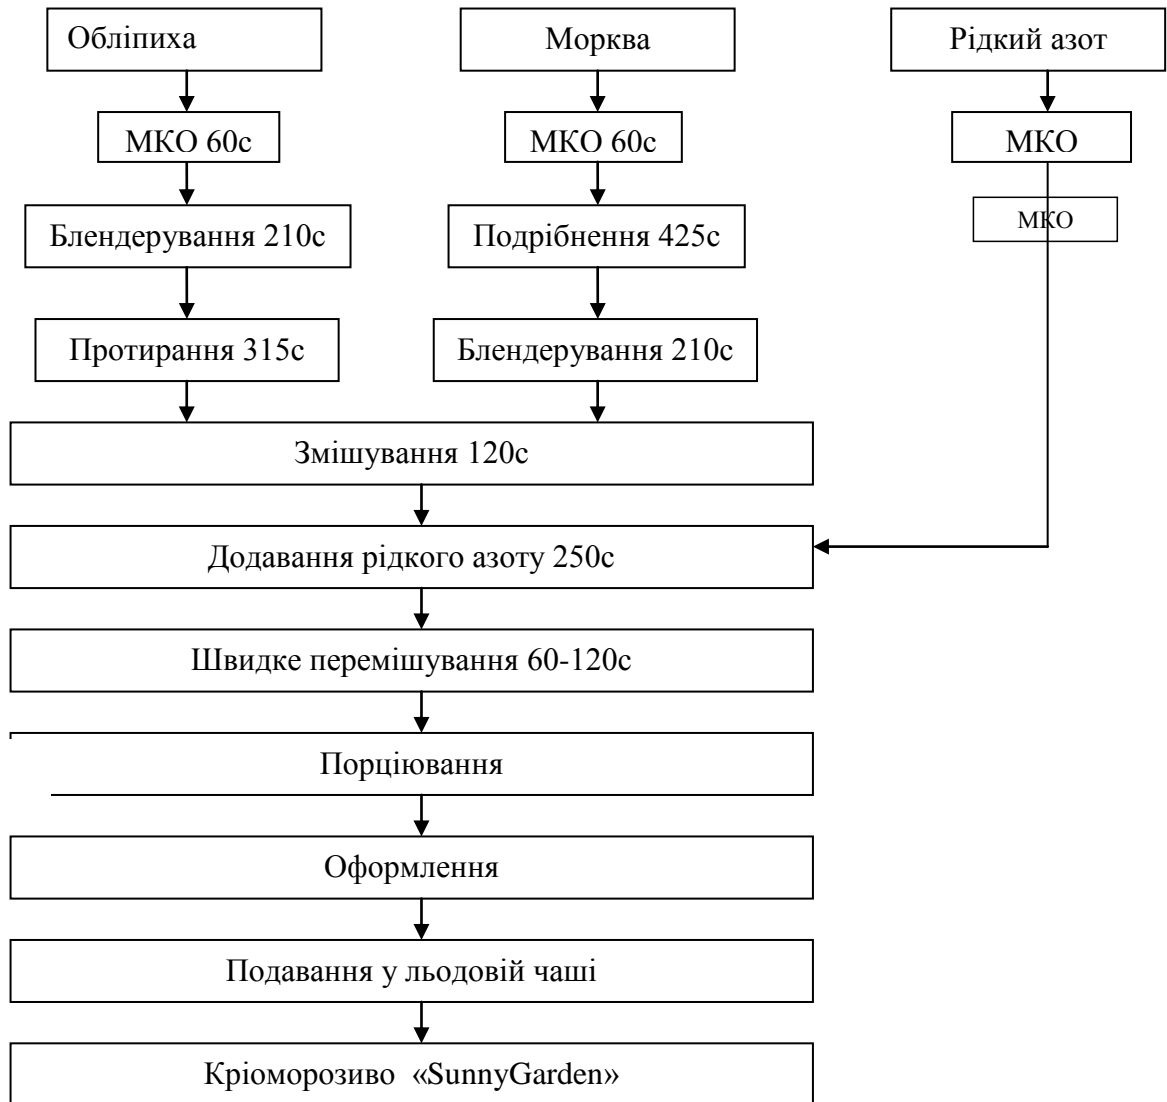 Обліпиха
Морква
Рідкий азот
МКО 60с
МКО 60с
МКО
МКО
Блендерування 210с
Подрібнення 425с
Протирання 315с
Блендерування 210с
Змішування 120с
Додавання рідкого азоту 250с
Швидке перемішування 60-120с
Порціювання
Оформлення
Подавання у льодовій чаші
Кріоморозиво «SunnyGarden»